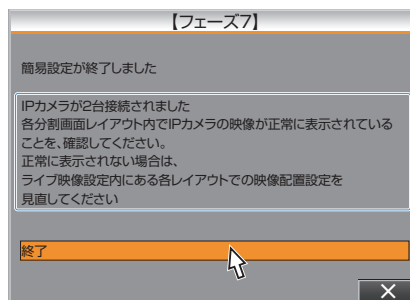 【フェーズ7】
簡易設定が終了しました
IPカメラが2台接続されました
各分割画面レイアウト内でIPカメラの映像が正常に表示されている
ことを、確認してください。
正常に表示されない場合は、
ライブ映像設定内にある各レイアウトでの映像配置設定を
見直してください
終了